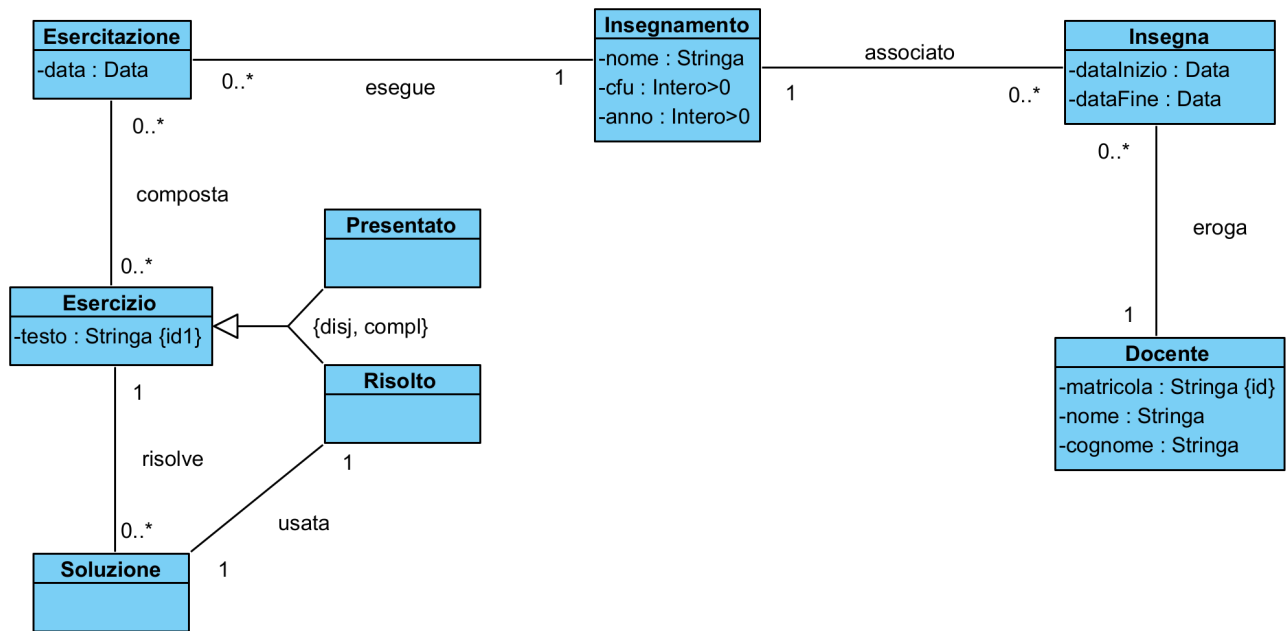 Esercitazione
-data : Data
0..*
esegue
1
Insegnamento
-nome : Stringa
-cfu : Intero>0
-anno : Intero>0
associato
1
0..*
Insegna
-dataInizio : Data
-dataFine : Data
0..*
composta
0..*
0..*
eroga
1
Presentato
{disj, compl}
Risolto
Esercizio
-testo : Stringa {id1}
Docente
-matricola : Stringa {id}
-nome : Stringa
-cognome : Stringa
1
risolve
0..*
1
usata
1
Soluzione